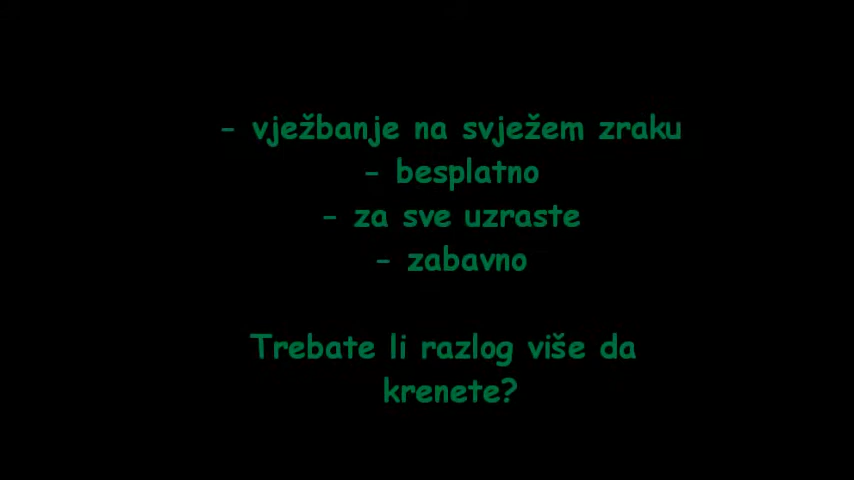 - vježbanje na svježem zraku
- besplatno
- za sve uzraste
- zabavno
Trebate li razlog više da
krenete?